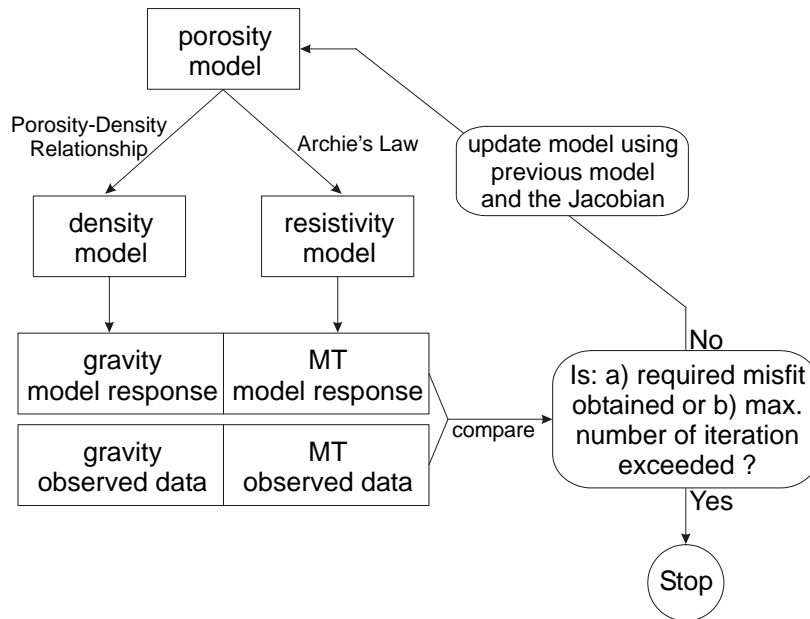 porosity
model
Porosity-Density
Relationship
Archie's Law
update model using
previous model
and the Jacobian
density
model
resistivity
model
gravity
model response
MT
model response
gravity
observed data
MT
observed data
compare
No
Is: a) required misfit
obtained or b) max.
number of iteration
exceeded ?
Yes
Stop